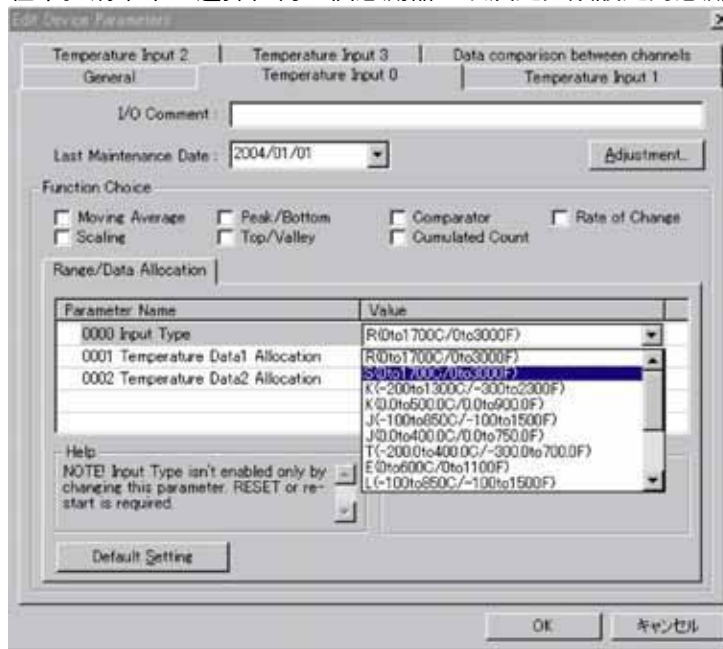 Edit Device Parameters
Temperature Input 2
Temperature Input 3
Data comparison between channels
General
Temperature Input 0
Temperature Input 1
I/O Comment :
Last Maintenance Date :
2004/01/01
Adjustment...
Function Choice
Moving Average
Peak/Bottom
Comparator
Rate of Change
Scaling
Top/Valley
Cumulated Count
Range/Data Allocation
Parameter Name
Value
0000 Input Type
R(0to1700C/0to3000F)
0001 Temperature Data1 Allocation
0002 Temperature Data2 Allocation
R(0to1700C/0to3000F)
S(0to1700C/0to3000F)
K(-200to1300C/-300to2300F)
K(0.0to500.0C/0.0to900.0F)
J(-100to850C/-100to1500F)
J(0.0to400.0C/0.0to750.0F)
T(-200.0to400.0C/-300.0to700.0F)
E(0to600C/0to1100F)
L(-100to850C/-100to1500F)
Help
NOTE! Input Type isn't enabled only by
changing this parameter. RESET or re-
start is required.
Default Setting
OK
キャンセル